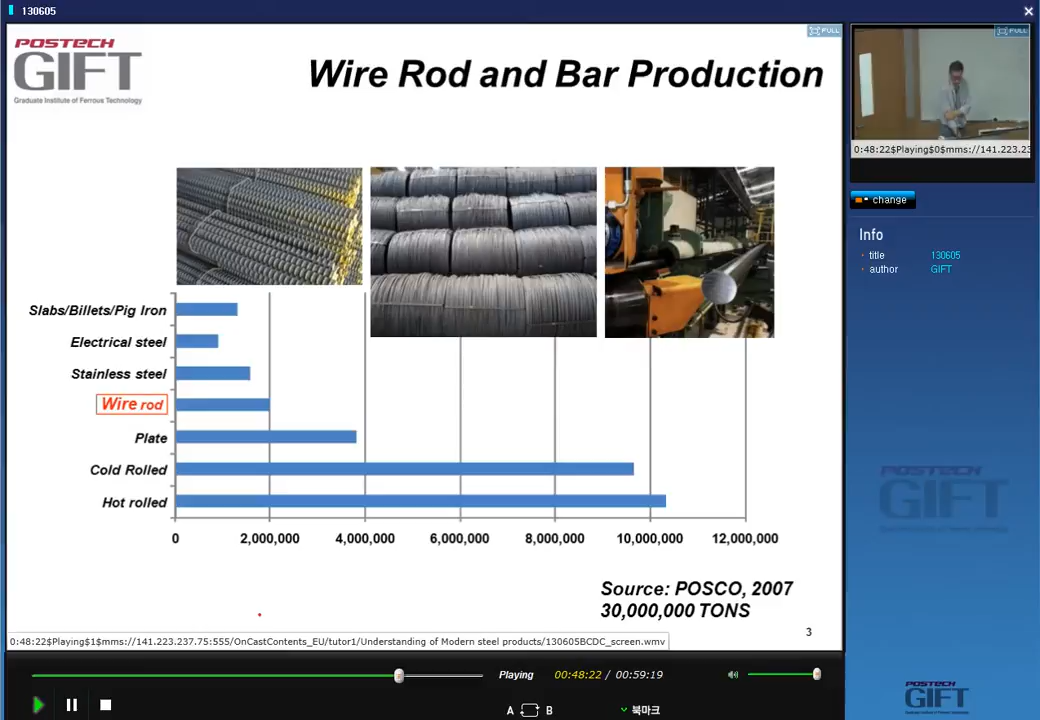 130605
POSTECH
GIFT
Graduate Institute of Ferrous Technology
FULL
Wire Rod and Bar Production
Slabs/Billets/Pig Iron
Electrical steel
Stainless steel
Wire rod
Plate
Cold Rolled
Hot rolled
0 2,000,000 4,000,000 6,000,000 8,000,000 10,000,000 12,000,000
Source: POSCO, 2007
30,000,000 TONS
3
0:48:22$Playing$1$mms://141.223.237.75:555/OnCastContents_EU/tutor1/Understanding of Modern steel products/130605BCDC_screen.wmv
Playing 00:48:22 / 00:59:19
A B 북마크
FULL
0:48:22$Playing$0$mms://141.223.23
change
Info
title 130605
author GIFT
POSTECH
GIFT
POSTECH
GIFT